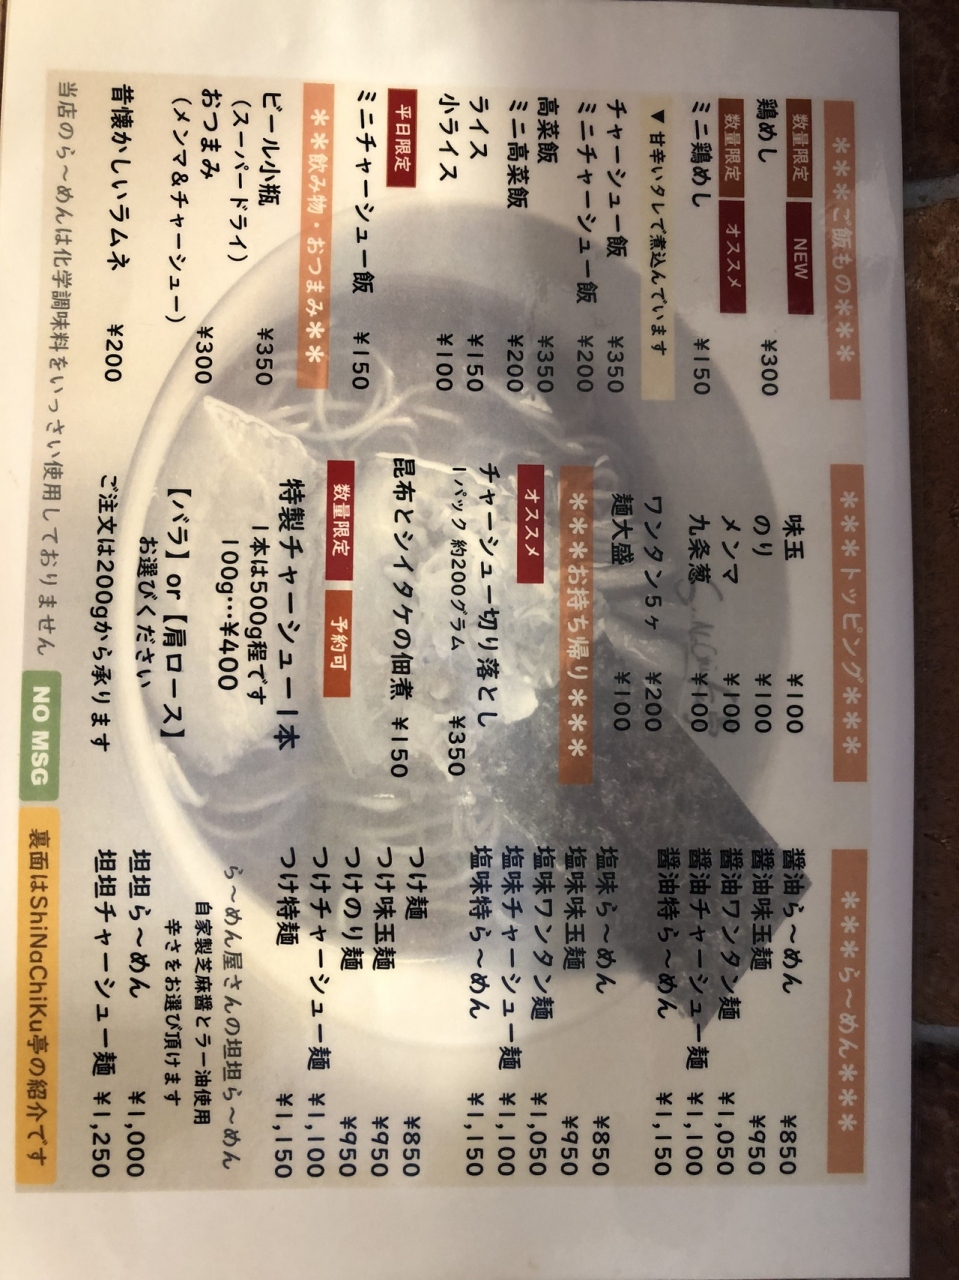 ***ご飯もの***
数量限定 NEW
鶏めし ¥300
数量限定 オススメ
ミニ鶏めし ¥150
▼甘辛いタレで煮込んでいます
チャーシュー飯 ¥350
ミニチャーシュー飯 ¥200
高菜飯 ¥350
ミニ高菜飯 ¥200
ライス ¥150
小ライス ¥100
平日限定
ミニチャーシュー飯 ¥150
**飲み物・おつまみ**
ビール小瓶 ¥350
(スーパードライ)
おつまみ ¥300
(メンマ&チャーシュー)
昔懐かしいラムネ ¥200
***トッピング***
味玉 ¥100
のり ¥100
メンマ ¥100
九条葱 ¥100
ワンタン5ヶ ¥200
麺大盛 ¥100
***お持ち帰り***
オススメ
チャーシュー切り落とし
1パック 約200グラム ¥350
昆布とシイタケの佃煮 ¥150
数量限定 予約可
特製チャーシュー1本
1本は500g程です
100g…¥400
【バラ】or【肩ロース】
お選びください
ご注文は200gから承ります
***ら〜めん***
醤油ら〜めん ¥850
醤油味玉麺 ¥950
醤油ワンタン麺 ¥1,050
醤油チャーシュー麺 ¥1,100
醤油特ら〜めん ¥1,150
塩味ら〜めん ¥850
塩味味玉麺 ¥950
塩味ワンタン麺 ¥1,050
塩味チャーシュー麺 ¥1,100
塩味特ら〜めん ¥1,150
つけ麺 ¥850
つけ味玉麺 ¥950
つけのり麺 ¥950
つけチャーシュー麺 ¥1,100
つけ特麺 ¥1,150
ら〜めん屋さんの坦坦ら〜めん
自家製芝麻醤とラー油使用
辛さをお選び頂けます
坦坦ら〜めん ¥1,000
坦坦チャーシュー麺 ¥1,250
当店のら〜めんは化学調味料をいっさい使用しておりません
NO MSG
裏面はShiNaChiKu亭の紹介です